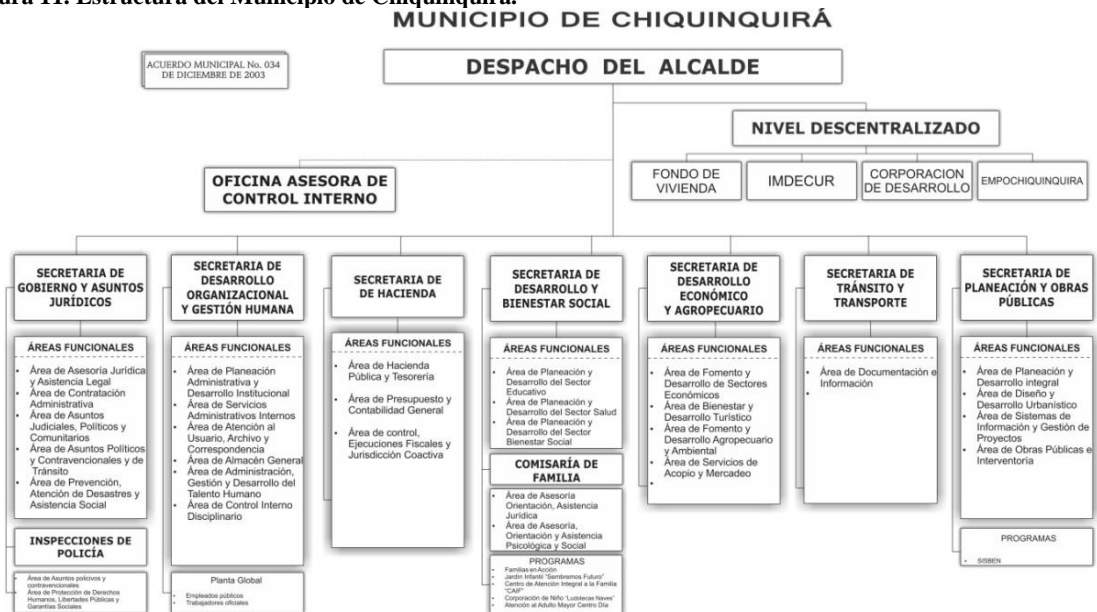 ura 11. Estructura del Municipio de Chiquinquirá.
MUNICIPIO DE CHIQUINQUIRÁ
ACUERDO MUNICIPAL No. 034
DE DICIEMBRE DE 2003
DESPACHO DEL ALCALDE
NIVEL DESCENTRALIZADO
FONDO DE
VIVIENDA
IMDECUR
CORPORACION
DE DESARROLLO
EMPOCHIQUINQUIRA
OFICINA ASESORA DE
CONTROL INTERNO
SECRETARIA DE
GOBIERNO Y ASUNTOS
JURÍDICOS
ÁREAS FUNCIONALES
• Área de Asesoría Jurídica
y Asistencia Legal
• Área de Contratación
Administrativa
• Área de Asuntos
Judiciales, Políticos y
Comunitarios
• Área de Asuntos Políticos
y Contravencionales y de
Tránsito
• Área de Prevención,
Atención de Desastres y
Asistencia Social
INSPECCIONES DE
POLICÍA
• Área de Asuntos policivos y
contravencionales
• Área de Protección de Derechos
Humanos, Libertades Públicas y
Garantías Sociales
SECRETARIA DE
DESARROLLO
ORGANIZACIONAL
Y GESTIÓN HUMANA
ÁREAS FUNCIONALES
• Área de Planeación
Administrativa y
Desarrollo Institucional
• Área de Servicios
Administrativos Internos
• Área de Atención al
Usuario, Archivo y
Correspondencia
• Área de Almacén General
• Área de Administración,
Gestión y Desarrollo del
Talento Humano
• Área de Control Interno
Disciplinario
Planta Global
• Empleados públicos
• Trabajadores oficiales
SECRETARIA DE
DE HACIENDA
ÁREAS FUNCIONALES
• Área de Hacienda
Pública y Tesorería
• Área de Presupuesto y
Contabilidad General
• Área de control,
Ejecuciones Fiscales y
Jurisdicción Coactiva
SECRETARIA DE
DESARROLLO Y
BIENESTAR SOCIAL
ÁREAS FUNCIONALES
• Área de Planeación y
Desarrollo del Sector
Educativo
• Área de Planeación y
Desarrollo del Sector Salud
• Área de Planeación y
Desarrollo del Sector
Bienestar Social
COMISARÍA DE
FAMILIA
• Área de Asesoría
Orientación, Asistencia
Jurídica
• Área de Asesoría,
Orientación y Asistencia
Psicológica y Social
PROGRAMAS
• Familias en Acción
• Jardín Infantil "Sembremos Futuro"
• Centro de Atención Integral a la Familia
"CAIF"
• Corporación de Niño "Ludotecas Naves"
• Atención al Adulto Mayor Centro Día
SECRETARIA DE
DESARROLLO
ECONÓMICO
Y AGROPECUARIO
ÁREAS FUNCIONALES
• Área de Fomento y
Desarrollo de Sectores
Económicos
• Área de Bienestar y
Desarrollo Turístico
• Área de Fomento y
Desarrollo Agropecuario
y Ambiental
• Área de Servicios de
Acopio y Mercadeo
•
SECRETARIA DE
TRÁNSITO Y
TRANSPORTE
ÁREAS FUNCIONALES
• Área de Documentación e
Información
•
SECRETARIA DE
PLANEACIÓN Y OBRAS
PÚBLICAS
ÁREAS FUNCIONALES
• Área de Planeación y
Desarrollo integral
• Área de Diseño y
Desarrollo Urbanístico
• Área de Sistemas de
Información y Gestión de
Proyectos
• Área de Obras Públicas e
Interventoría
PROGRAMAS
• SISBEN